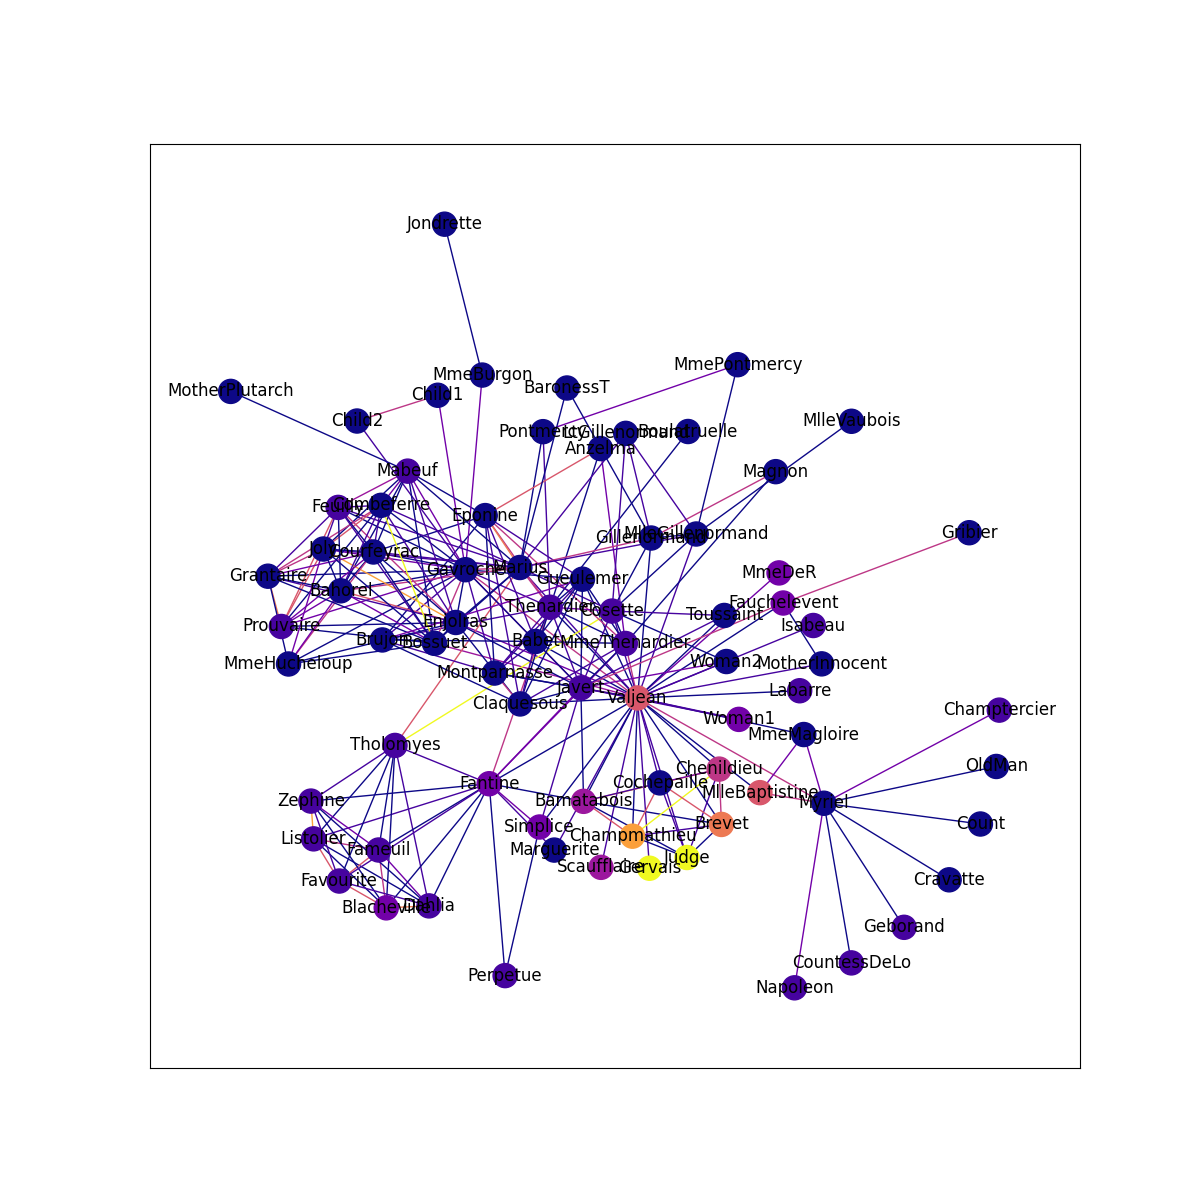 Jondrette
MmePontmercy
MmeBurgon
BaronessT
MotherPlutarch
Child1
Child2
MlleVaubois
Pontmercy
LtGillenormand
Boulatruelle
Anzelma
Mabeuf
Magnon
Feuilly
Combeferre
Eponine
Gribier
MlleGillenormand
Gillenormand
Joly
Courfeyrac
Gavroche
Marius
MmeDeR
Grantaire
Gueulemer
Bahorel
Fauchelevent
Thenardier
Cosette
Toussaint
Enjolras
Prouvaire
Isabeau
Brujon
Bossuet
Babet
MmeThenardier
MmeHucheloup
Woman2
MotherInnocent
Montparnasse
Javert
Labarre
Valjean
Claquesous
Champtercier
Woman1
MmeMagloire
Tholomyes
OldMan
Chenildieu
Fantine
Cochepaille
MlleBaptistine
Zephine
Bamatabois
Myriel
Count
Brevet
Simplice
Champmathieu
Listolier
Fameuil
Marguerite
Judge
Scaufflaire
Gervais
Favourite
Cravatte
Blacheville
Dahlia
Geborand
CountessDeLo
Perpetue
Napoleon